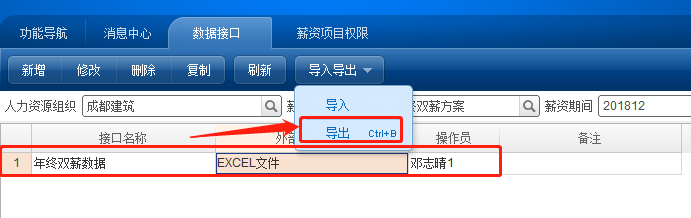 功能导航 消息中心 数据接口 薪资项目权限
新增 修改 删除 复制 刷新 导入导出
导入
导出 Ctrl+B
人力资源组织 成都建筑 薪 双薪方案 薪资期间 201812
接口名称 外 操作员 备注
1 年终双薪数据 EXCEL文件 邓志晴1